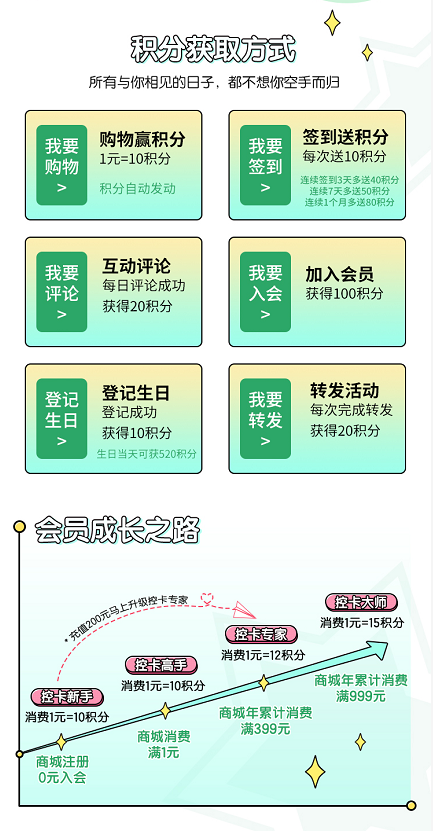 积分获取方式
所有与你相见的日子，都不想你空手而归
我要
购物
>
购物赢积分
1元=10积分
积分自动发动
我要
签到
>
签到送积分
每次送10积分
连续签到3天多送40积分
连续7天多送50积分
连续1个月多送80积分
我要
评论
>
互动评论
每日评论成功
获得20积分
我要
入会
>
加入会员
获得100积分
登记
生日
>
登记生日
登记成功
获得10积分
生日当天可获520积分
我要
转发
>
转发活动
每次完成转发
获得20积分
会员成长之路
*充值200元马上升级控卡专家
控卡大师
消费1元=15积分
控卡专家
消费1元=12积分
控卡高手
消费1元=10积分
控卡新手
消费1元=10积分
商城年累计消费
满999元
商城年累计消费
满399元
商城消费
满1元
商城注册
0元入会